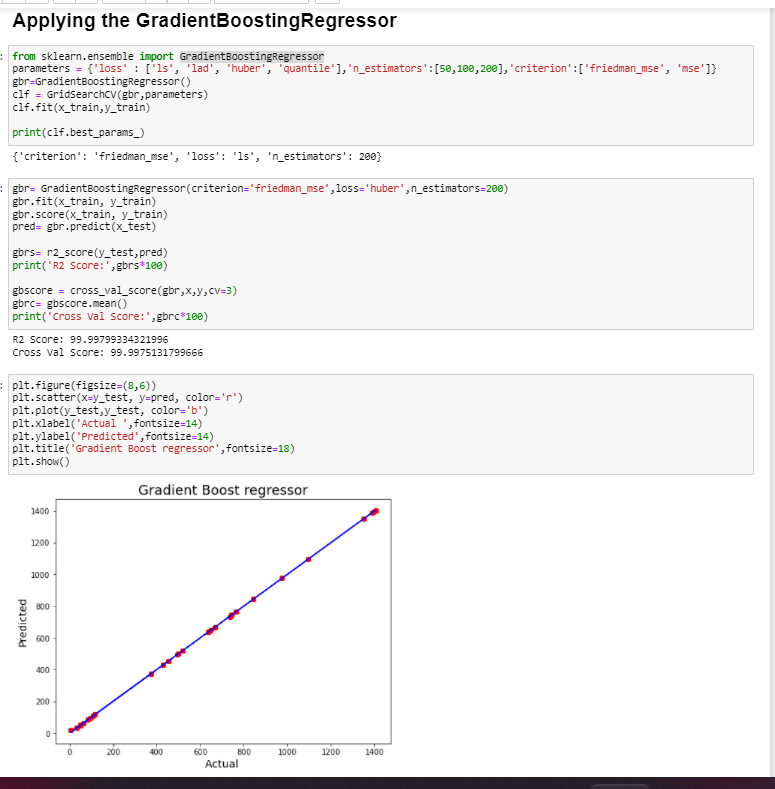 Applying the GradientBoostingRegressor
from sklearn.ensemble import GradientBoostingRegressor
parameters = {'loss' : ['ls', 'lad', 'huber', 'quantile'],'n_estimators':[50,100,200],'criterion':['friedman_mse', 'mse']}
gbr=GradientBoostingRegressor()
clf = GridSearchCV(gbr,parameters)
clf.fit(x_train,y_train)
print(clf.best_params_)
{'criterion': 'friedman_mse', 'loss': 'ls', 'n_estimators': 200}
gbr= GradientBoostingRegressor(criterion='friedman_mse',loss='huber',n_estimators=200)
gbr.fit(x_train, y_train)
gbr.score(x_train, y_train)
pred= gbr.predict(x_test)
gbrs= r2_score(y_test,pred)
print('R2 Score:',gbrs*100)
gbscore = cross_val_score(gbr,x,y,cv=3)
gbrc= gbscore.mean()
print('Cross Val Score:',gbrc*100)
R2 Score: 99.99799334321996
Cross Val Score: 99.9975131799666
plt.figure(figsize=(8,6))
plt.scatter(x=y_test, y=pred, color='r')
plt.plot(y_test,y_test, color='b')
plt.xlabel('Actual ',fontsize=14)
plt.ylabel('Predicted',fontsize=14)
plt.title('Gradient Boost regressor',fontsize=18)
plt.show()
Gradient Boost regressor
1400
1200
1000
800
600
400
200
0
Predicted
0 200 400 600 800 1000 1200 1400
Actual